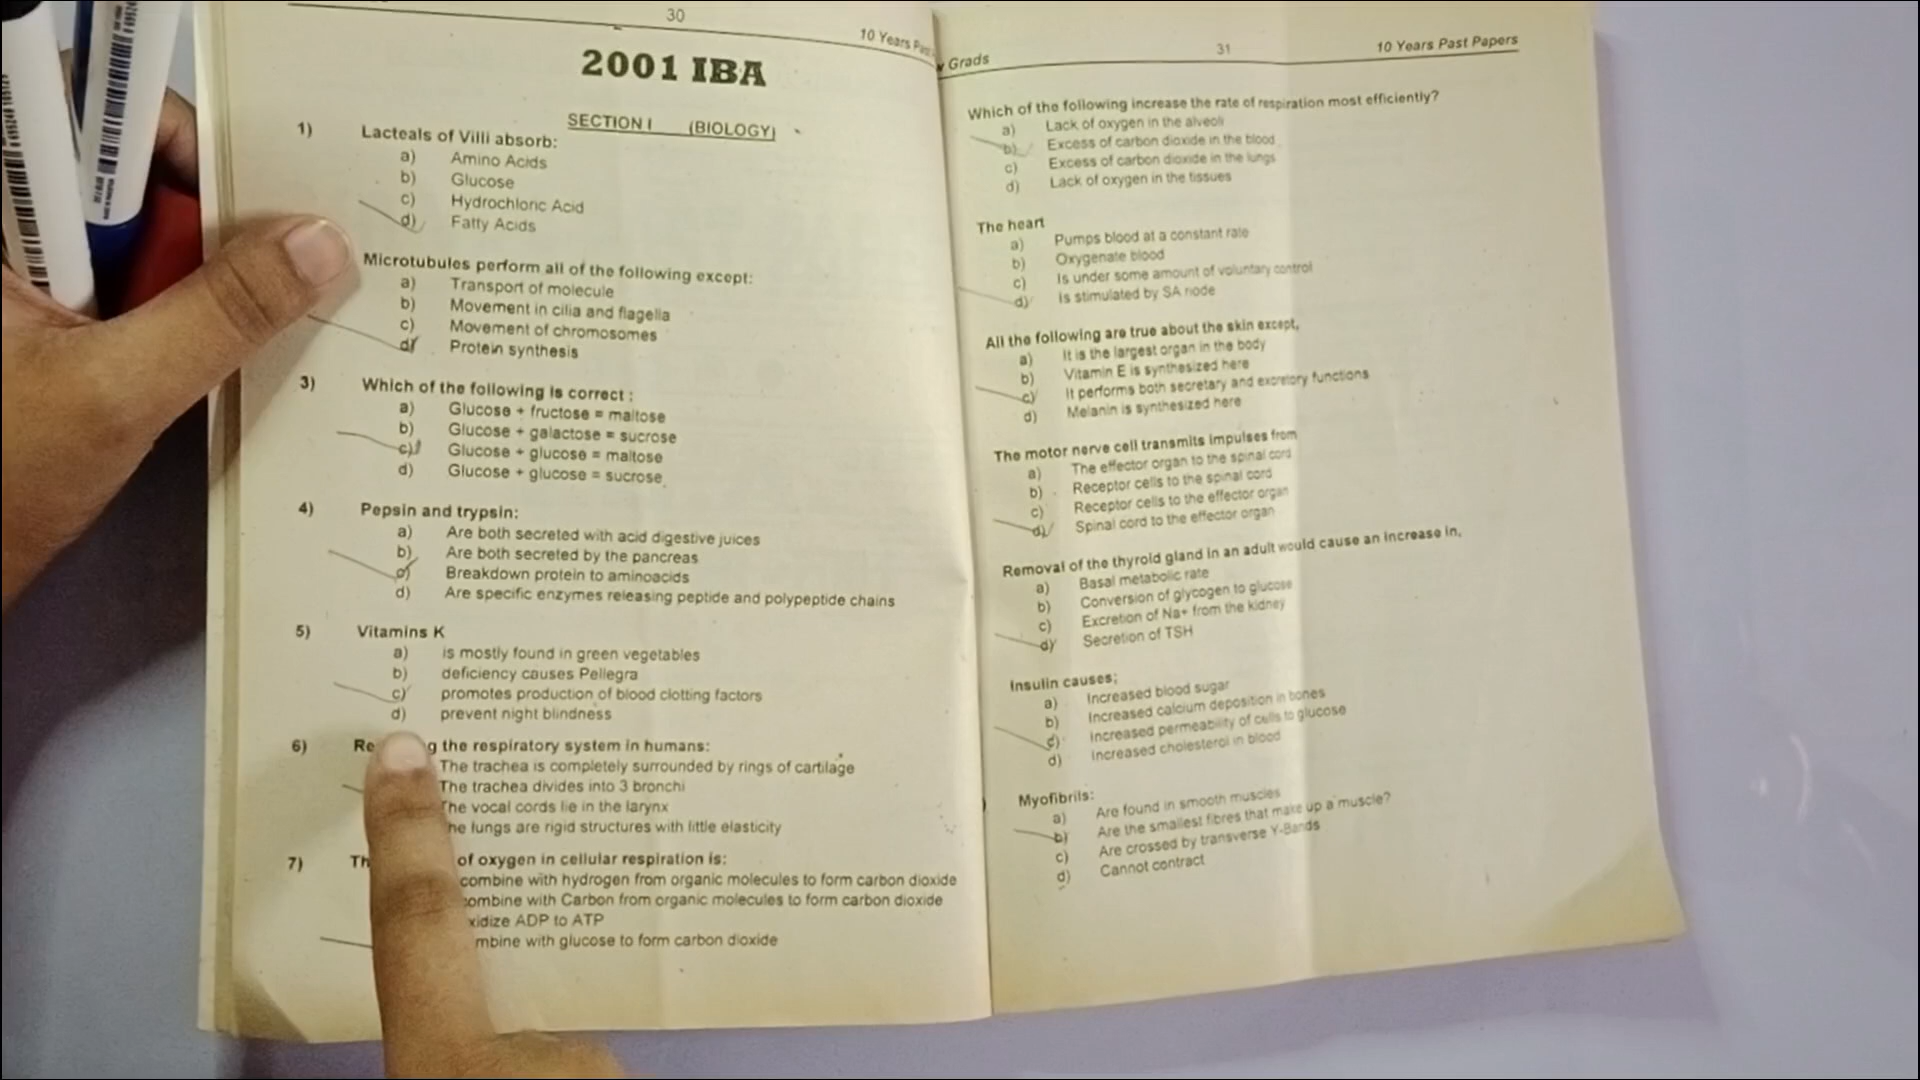 30
10 Years
2001 IBA
SECTION I (BIOLOGY)
1) Lacteals of Villi absorb:
a) Amino Acids
b) Glucose
c) Hydrochloric Acid
d) Fatty Acids
Microtubules perform all of the following except:
a) Transport of molecule
b) Movement in cilia and flagella
c) Movement of chromosomes
d) Protein synthesis
3) Which of the following is correct :
a) Glucose + fructose = maltose
b) Glucose + galactose = sucrose
c) Glucose + glucose = maltose
d) Glucose + glucose = sucrose
4) Pepsin and trypsin:
a) Are both secreted with acid digestive juices
b) Are both secreted by the pancreas
c) Breakdown protein to aminoacids
d) Are specific enzymes releasing peptide and polypeptide chains
5) Vitamins K
a) is mostly found in green vegetables
b) deficiency causes Pellegra
c) promotes production of blood clotting factors
d) prevent night blindness
6) Re g the respiratory system in humans:
The trachea is completely surrounded by rings of cartilage
The trachea divides into 3 bronchi
The vocal cords lie in the larynx
he lungs are rigid structures with little elasticity
7) Th of oxygen in cellular respiration is:
combine with hydrogen from organic molecules to form carbon dioxide
combine with Carbon from organic molecules to form carbon dioxide
xidize ADP to ATP
mbine with glucose to form carbon dioxide
Grads
31
10 Years Past Papers
Which of the following increase the rate of respiration most efficiently?
a) Lack of oxygen in the alveoli
b) Excess of carbon dioxide in the blood
c) Excess of carbon dioxide in the lungs
d) Lack of oxygen in the tissues
The heart
a) Pumps blood at a constant rate
b) Oxygenate blood
c) Is under some amount of voluntary control
d) Is stimulated by SA node
All the following are true about the skin except,
a) It is the largest organ in the body
b) Vitamin E is synthesized here
c) It performs both secretary and excretory functions
d) Melanin is synthesized here
The motor nerve cell transmits impulses from
a) The effector organ to the spinal cord
b) Receptor cells to the spinal cord
c) Receptor cells to the effector organ
d) Spinal cord to the effector organ
Removal of the thyroid gland in an adult would cause an increase in,
a) Basal metabolic rate
b) Conversion of glycogen to glucose
c) Excretion of Na+ from the kidney
d) Secretion of TSH
Insulin causes;
a) Increased blood sugar
b) Increased calcium deposition in bones
c) Increased permeability of cells to glucose
d) Increased cholesterol in blood
Myofibrils:
a) Are found in smooth muscles
b) Are the smallest fibres that make up a muscle?
c) Are crossed by transverse Y-Bands
d) Cannot contract